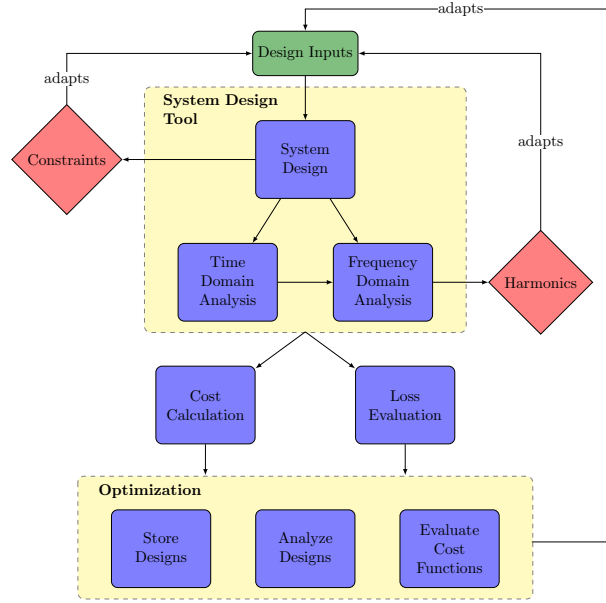 adapts
Design Inputs
adapts
System Design
Tool
adapts
System
Design
Constraints
Time
Domain
Analysis
Frequency
Domain
Analysis
Harmonics
Cost
Calculation
Loss
Evaluation
Optimization
Store
Designs
Analyze
Designs
Evaluate
Cost
Functions